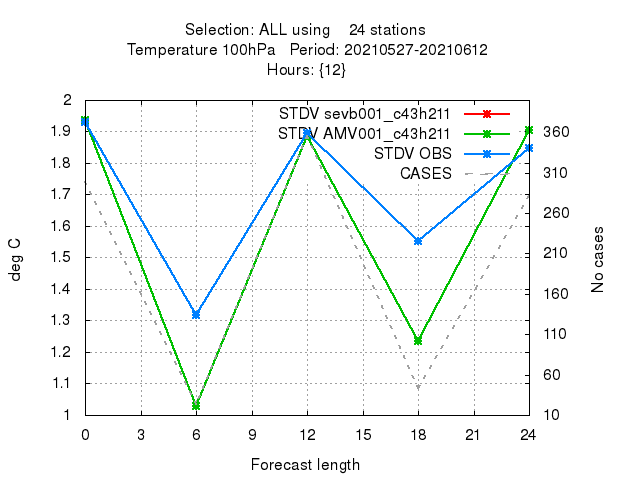 Selection: ALL using    24 stations
Temperature 100hPa   Period: 20210527-20210612
Hours: {12}
STDV sevb001_c43h211
STDV AMV001_c43h211
STDV OBS
CASES
2
1.9
1.8
1.7
1.6
1.5
1.4
1.3
1.2
1.1
1
deg C
360
310
260
210
160
110
60
10
No cases
0 3 6 9 12 15 18 21 24
Forecast length